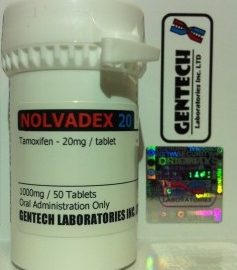 NOLVADEX 20
Tamoxifen - 20mg / tablet
1000mg / 50 Tablets
Oral Administration Only
GENTECH LABORATORIES INC.
GENTECH
Laboratories Inc. LTD